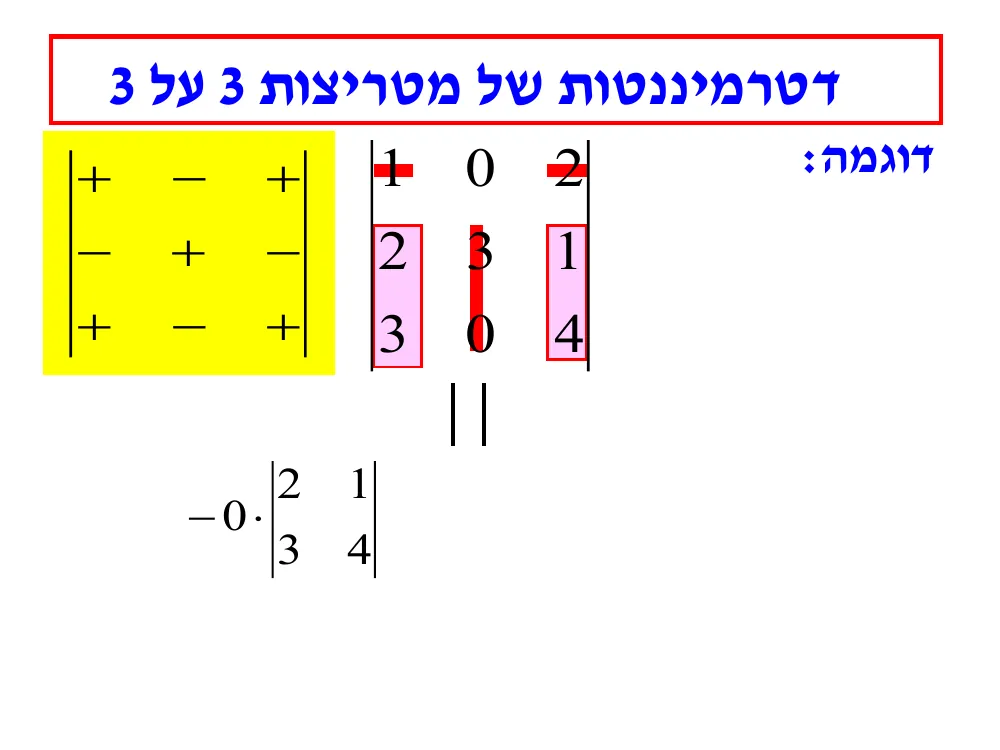 דטרמיננטות של מטריצות 3 על 3
דוגמה:
+ − +
− + −
+ − +
1 0 2
2 3 1
3 0 4
| |
− 0 ·
2 1
3 4